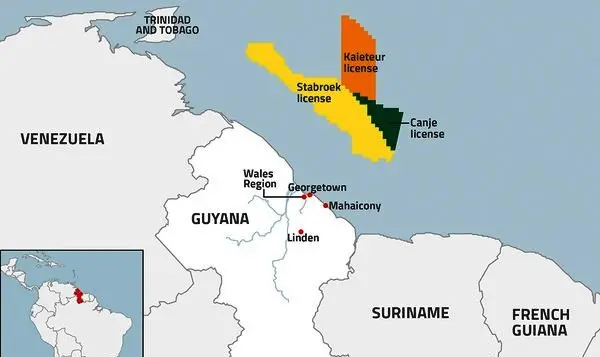 TRINIDAD
AND TOBAGO
Kaieteur
license
Stabroek
license
Canje
license
VENEZUELA
Wales
Region
Georgetown
Mahaicony
GUYANA
Linden
SURINAME
FRENCH
GUIANA